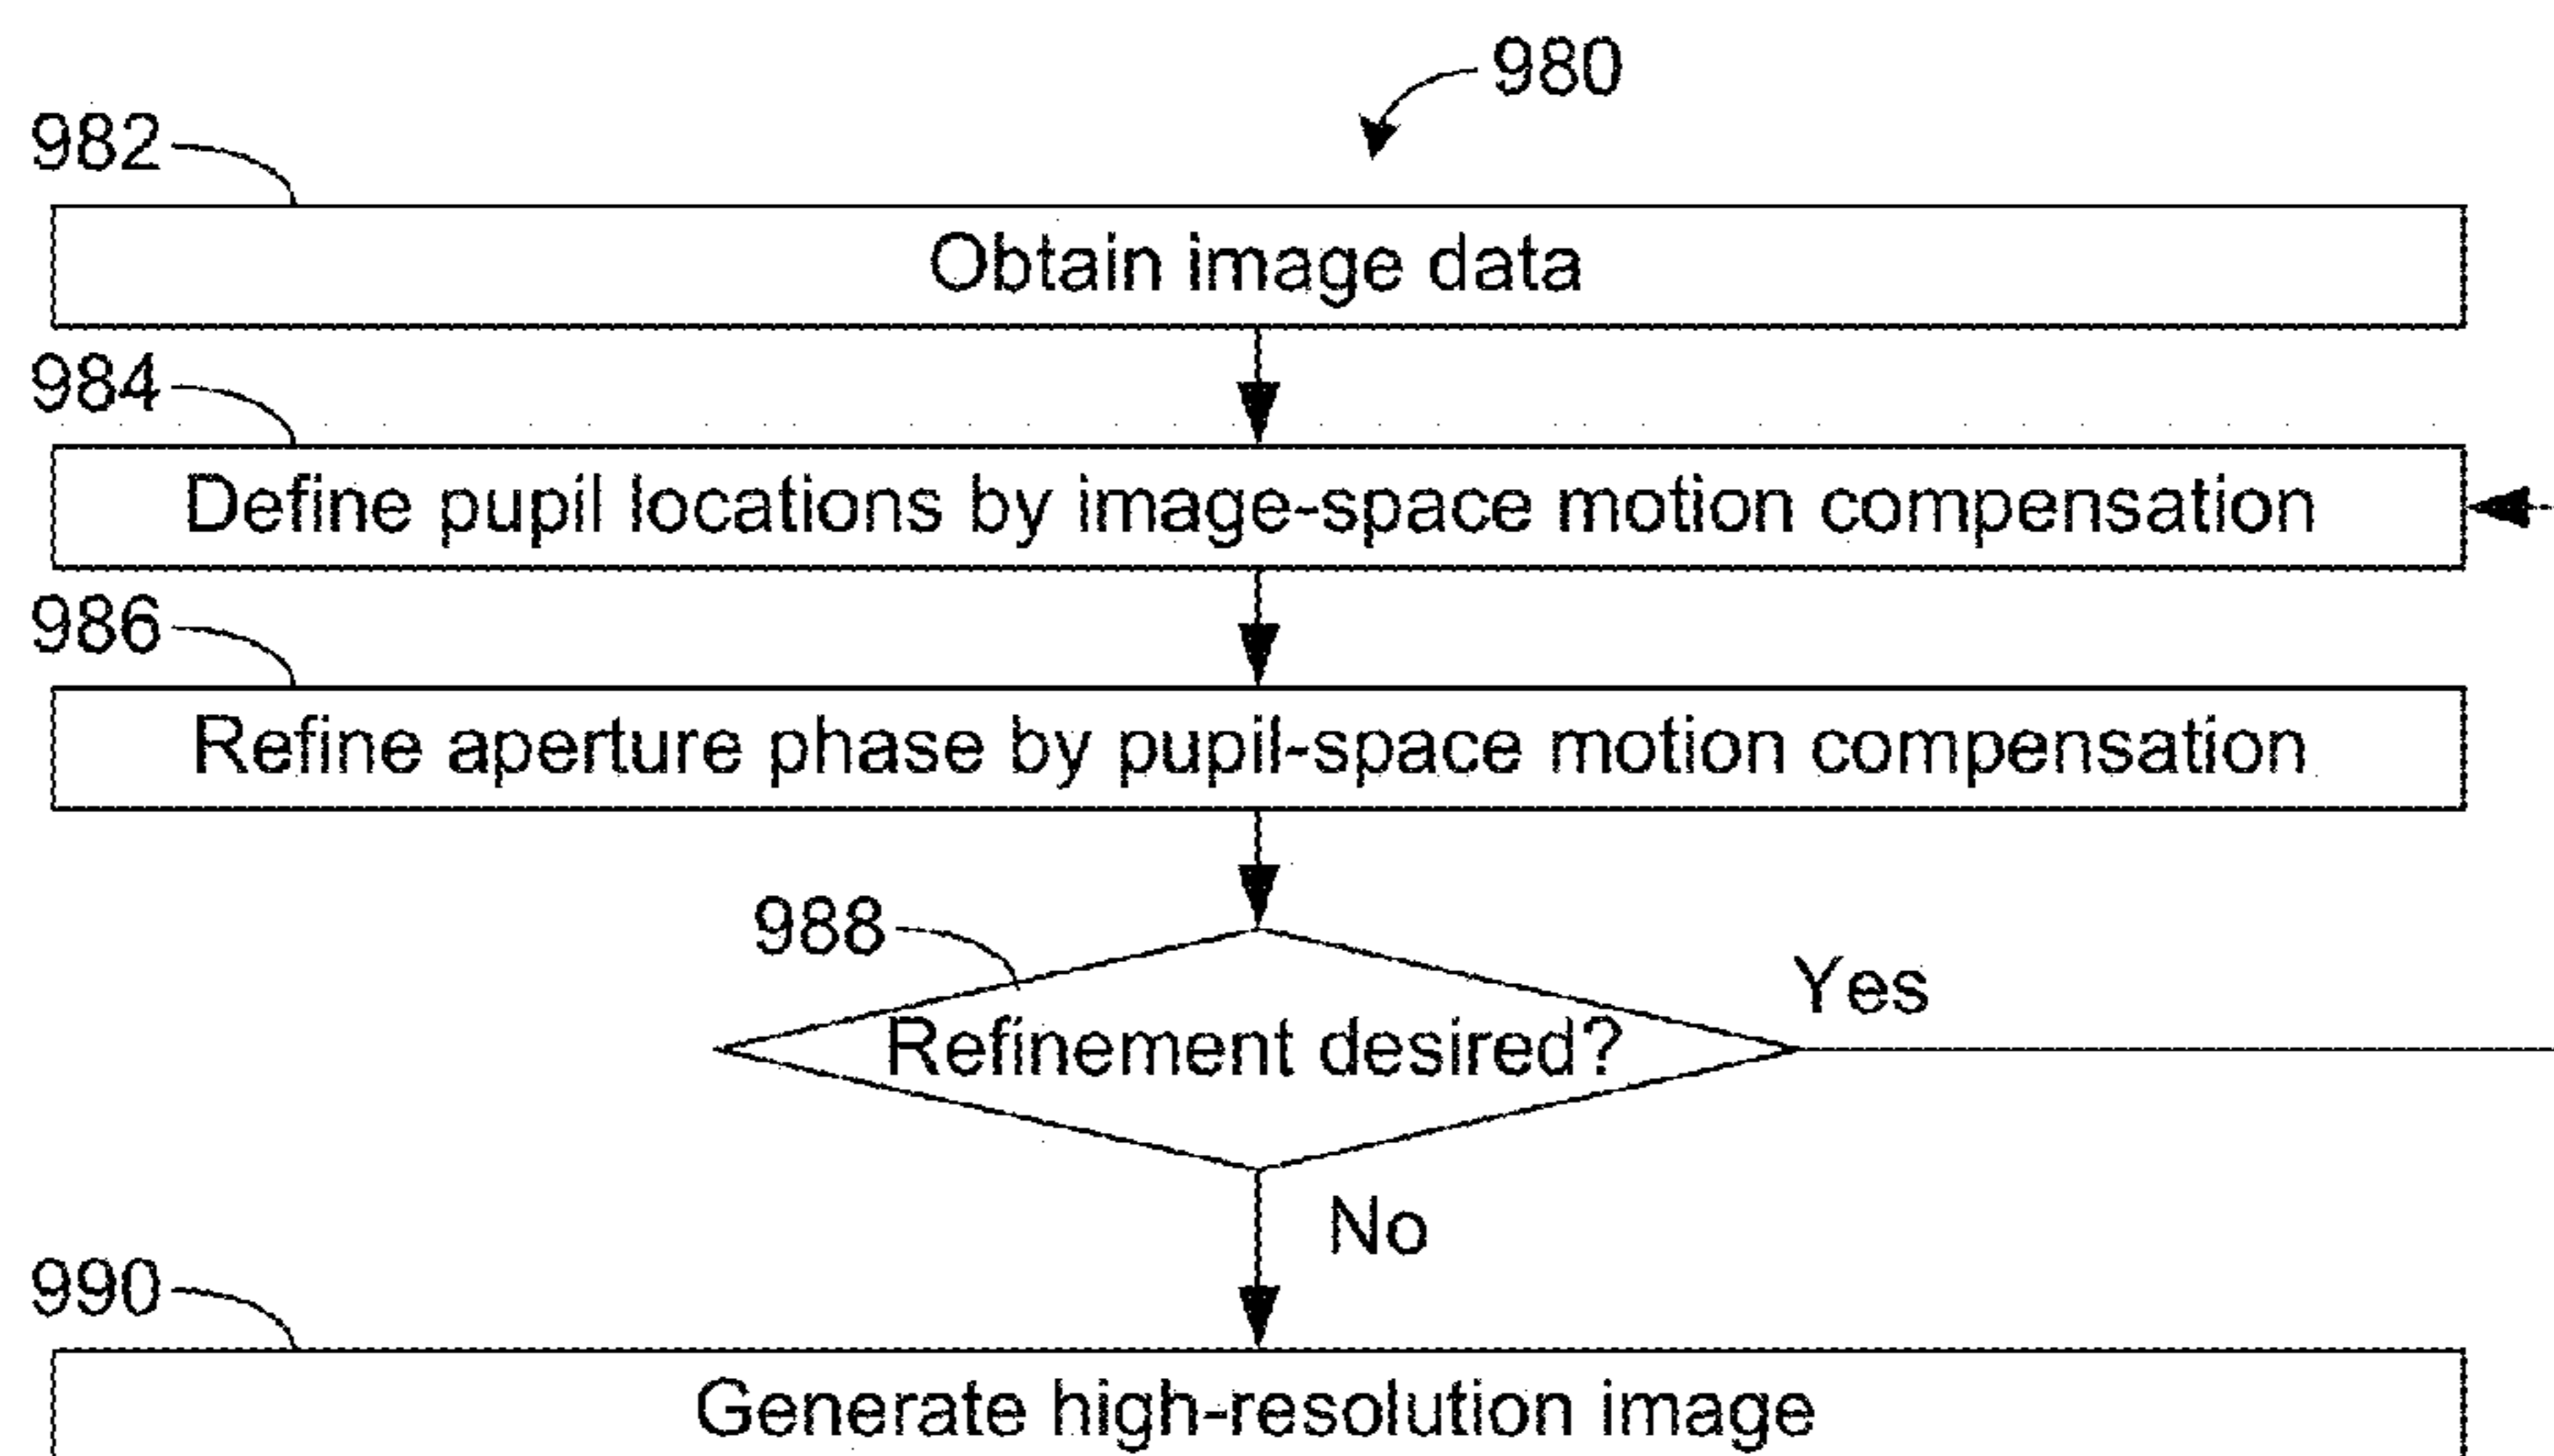 980
982
Obtain image data
984
Define pupil locations by image-space motion compensation
986
Refine aperture phase by pupil-space motion compensation
988
Refinement desired?
Yes
No
990
Generate high-resolution image